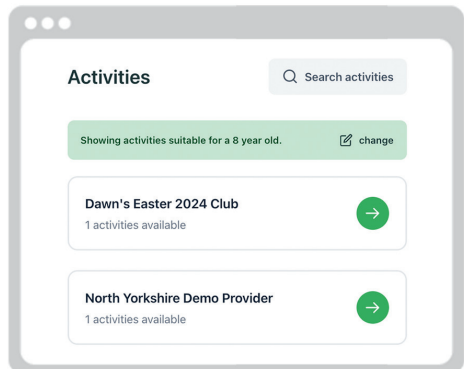 Activities
Search activities
Showing activities suitable for a 8 year old.
change
Dawn's Easter 2024 Club
1 activities available
North Yorkshire Demo Provider
1 activities available